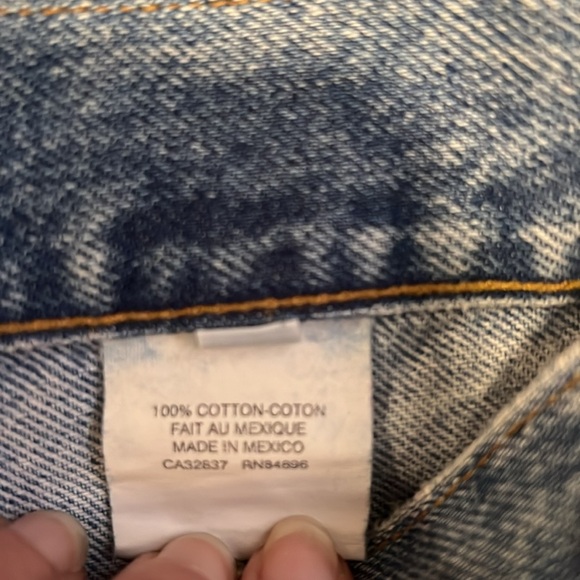 100% COTTON-COTON
FAIT AU MEXIQUE
MADE IN MEXICO
CA32637 RN84696